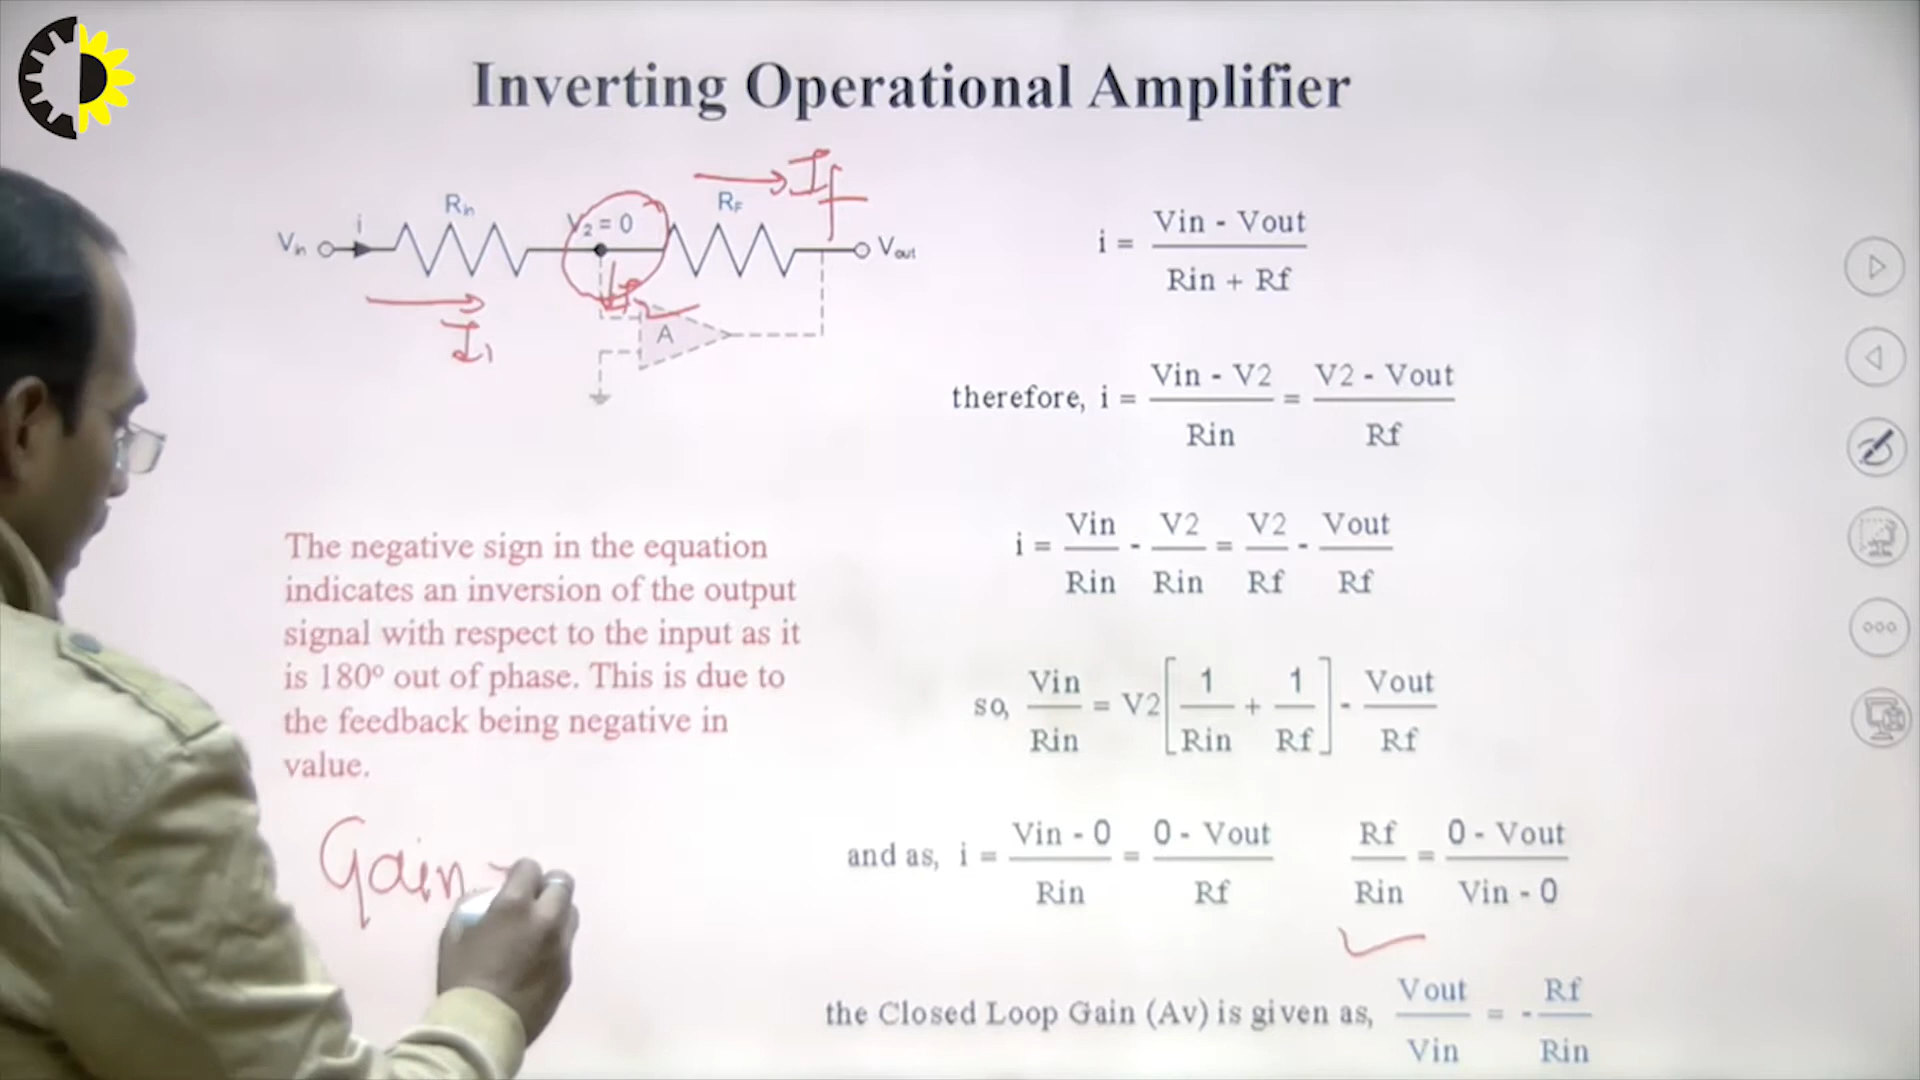 Inverting Operational Amplifier
If
Rin
RF
i
V2 = 0
Vin
Vout
I1
A
i = Vin - Vout / Rin + Rf
therefore, i = Vin - V2 / Rin = V2 - Vout / Rf
i = Vin / Rin - V2 / Rin = V2 / Rf - Vout / Rf
so, Vin / Rin = V2 [ 1 / Rin + 1 / Rf ] - Vout / Rf
and as, i = Vin - 0 / Rin = 0 - Vout / Rf
Rf / Rin = 0 - Vout / Vin - 0
the Closed Loop Gain (Av) is given as, Vout / Vin = - Rf / Rin
The negative sign in the equation
indicates an inversion of the output
signal with respect to the input as it
is 180º out of phase. This is due to
the feedback being negative in
value.
Gain